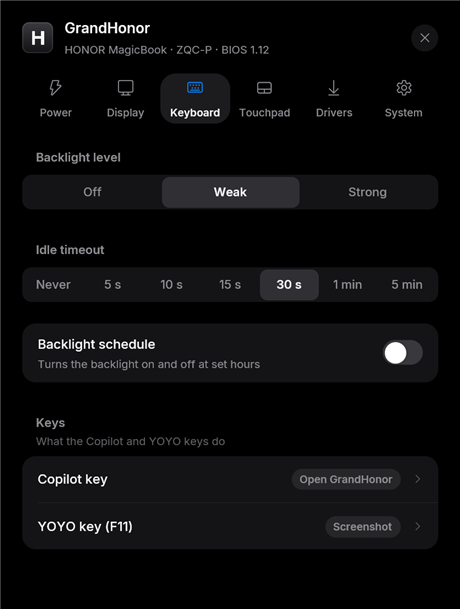 H
GrandHonor
HONOR MagicBook · ZQC-P · BIOS 1.12
Power
Display
Keyboard
Touchpad
Drivers
System
Backlight level
Off
Weak
Strong
Idle timeout
Never
5 s
10 s
15 s
30 s
1 min
5 min
Backlight schedule
Turns the backlight on and off at set hours
Keys
What the Copilot and YOYO keys do
Copilot key
Open GrandHonor
YOYO key (F11)
Screenshot